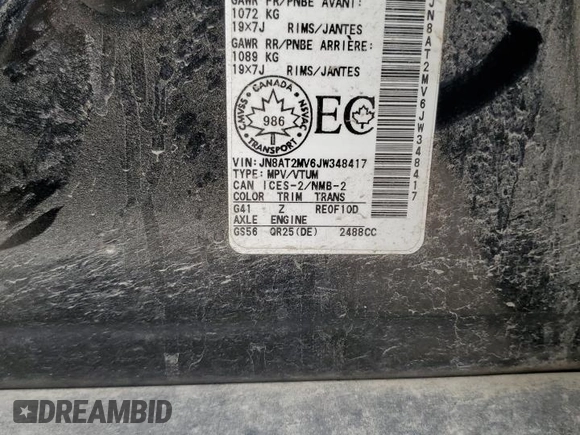 GAWR FR/PNBE AVANT:
1072 KG
19X7J RIMS/JANTES
GAWR RR/PNBE ARRIÈRE:
1089 KG
19X7J RIMS/JANTES
CANADA
CMVSS NSVAC
986
TRANSPORT
EC
VIN: JN8AT2MV6JW348417
TYPE: MPV/VTUM
CAN ICES-2/NMB-2
COLOR TRIM TRANS
G41 Z RE0F10D
AXLE ENGINE
GS56 QR25(DE) 2488CC
JN8AT2MV6JW348417
DREAMBID